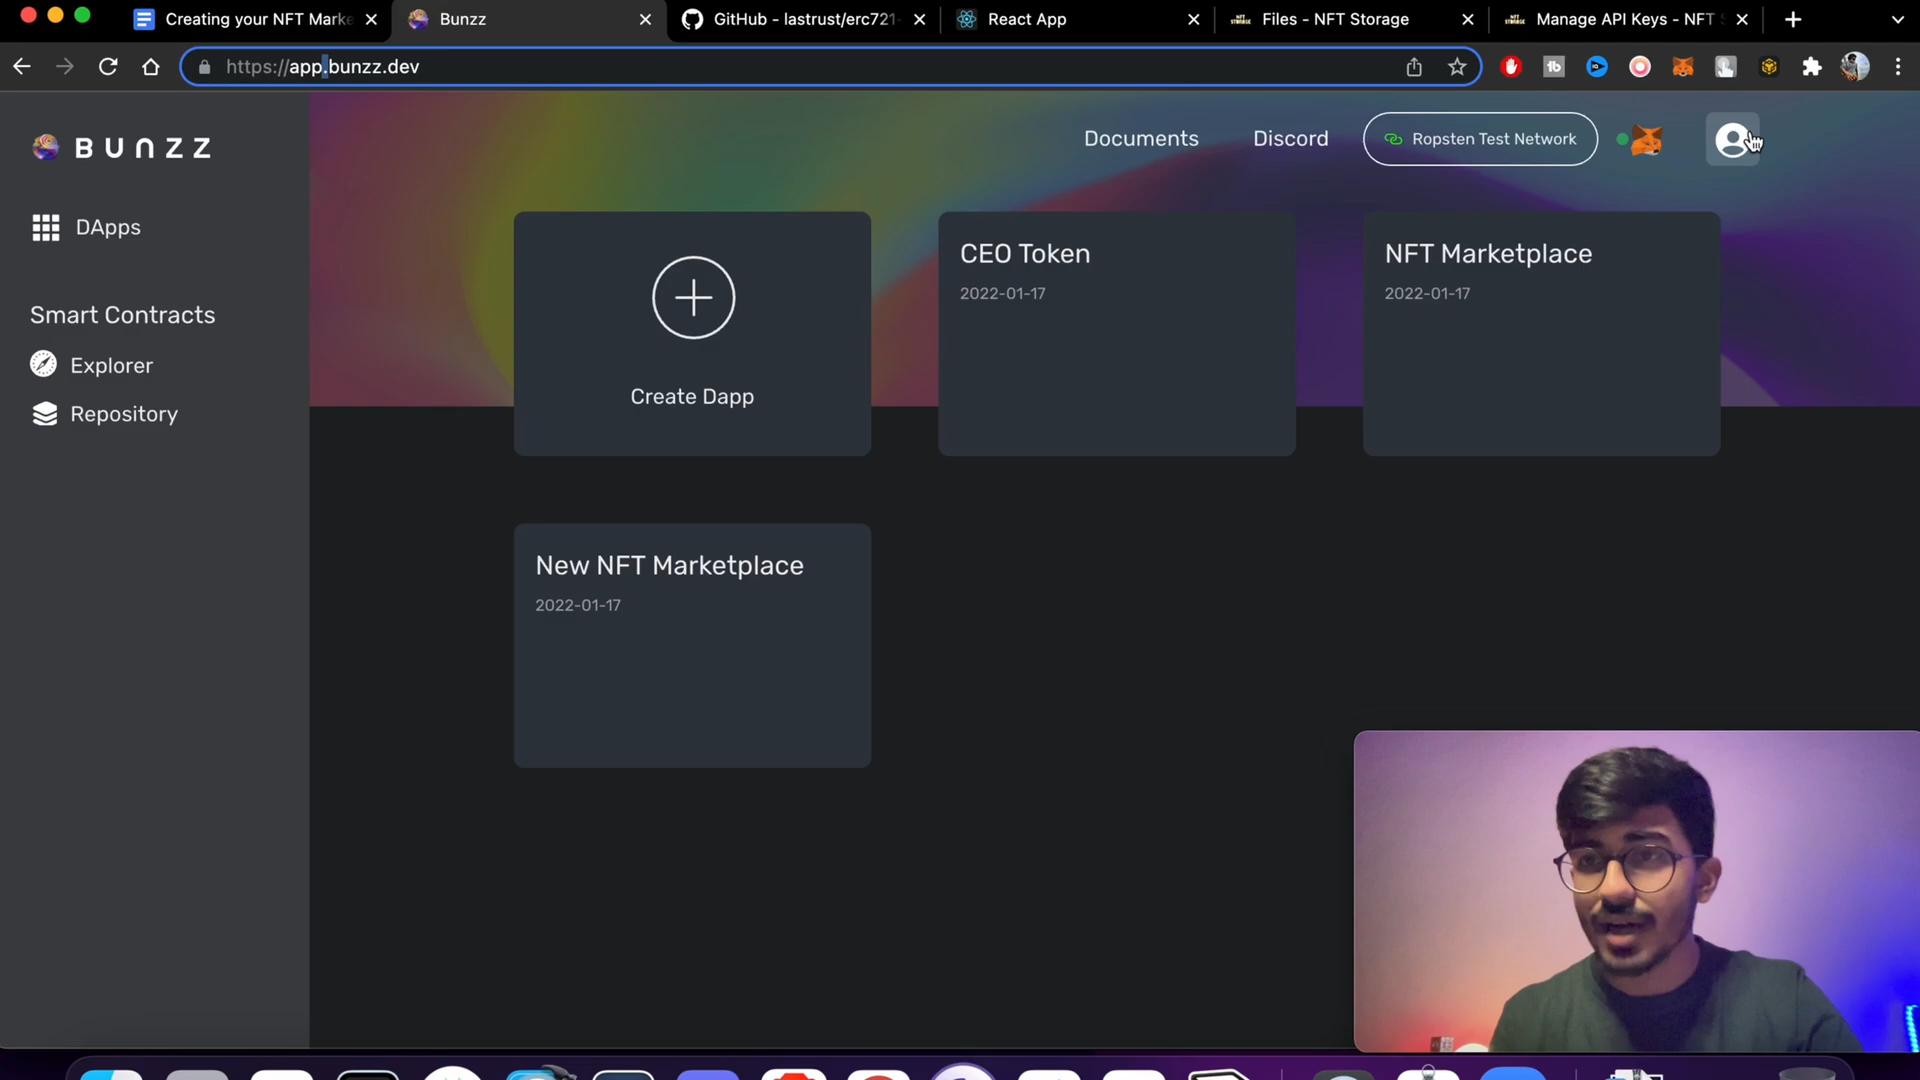 Creating your NFT Marke
Bunzz
GitHub - lastrust/erc721-
React App
Files - NFT Storage
Manage API Keys - NFT S
https://app.bunzz.dev
BUNZZ
Documents
Discord
Ropsten Test Network
DApps
Smart Contracts
Explorer
Repository
Create Dapp
CEO Token
2022-01-17
NFT Marketplace
2022-01-17
New NFT Marketplace
2022-01-17